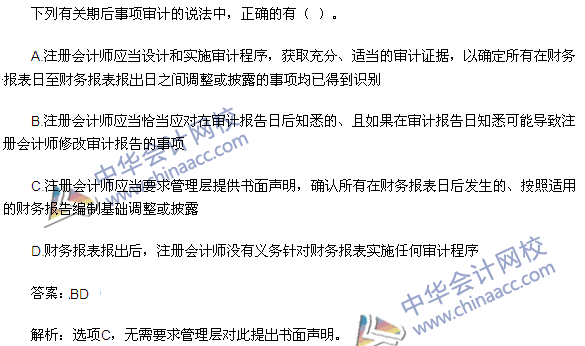 下列有关期后事项审计的说法中，正确的有（ ）。
A.注册会计师应当设计和实施审计程序，获取充分、适当的审计证据，以确定所有在财务
报表日至财务报表报出日之间调整或披露的事项均已得到识别
B.注册会计师应当恰当应对在审计报告日后知悉的、且如果在审计报告日知悉可能导致注
册会计师修改审计报告的事项
C.注册会计师应当要求管理层提供书面声明，确认所有在财务报表日后发生的、按照适用
的财务报告编制基础调整或披露
D.财务报表报出后，注册会计师没有义务针对财务报表实施任何审计程序
答案：BD
解析：选项C，无需要求管理层对此提出书面声明。
中华会计网校
www.chinaacc.com
中华会计网校
www.chinaacc.com